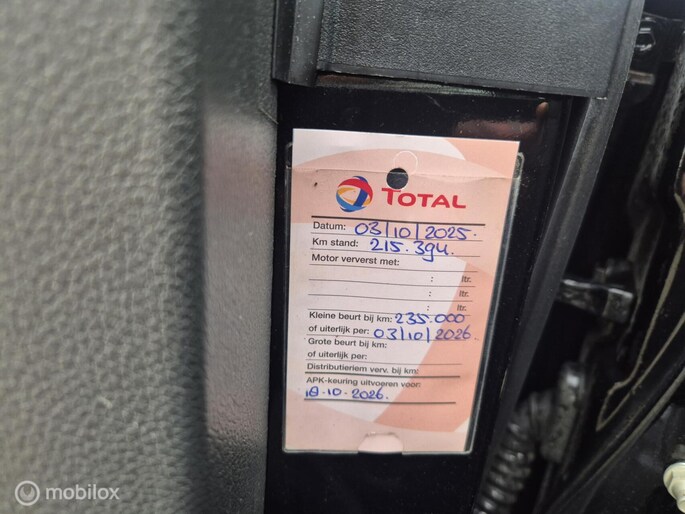 TOTAL
Datum: 03/10/2025.
Km stand: 215.394.
Motor ververst met:
: ltr.
: ltr.
: ltr.
Kleine beurt bij km: 235.000
of uiterlijk per: 03/10/2026.
Grote beurt bij km:
of uiterlijk per:
Distributieriem verv. bij km:
APK-keuring uitvoeren voor:
10.2026.
mobilox